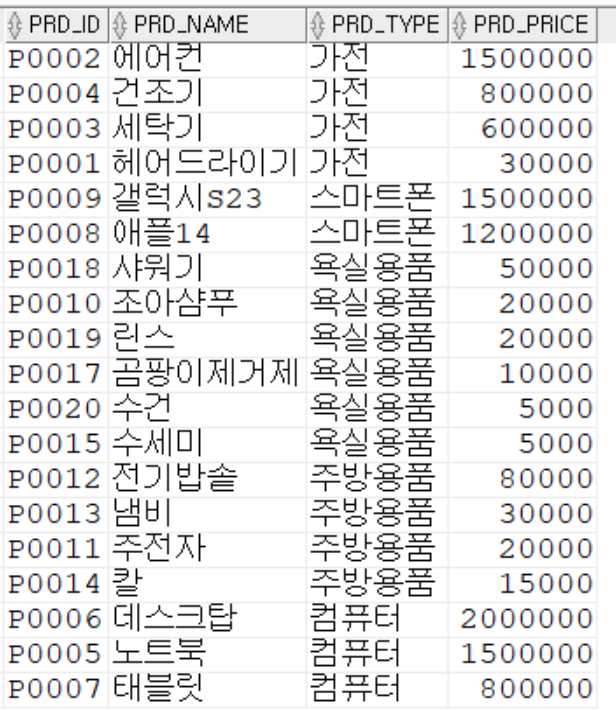 PRD_ID PRD_NAME PRD_TYPE PRD_PRICE
P0002 에어컨 가전 1500000
P0004 건조기 가전 800000
P0003 세탁기 가전 600000
P0001 헤어드라이기 가전 30000
P0009 갤럭시S23 스마트폰 1500000
P0008 애플14 스마트폰 1200000
P0018 샤워기 욕실용품 50000
P0010 조아샴푸 욕실용품 20000
P0019 린스 욕실용품 20000
P0017 곰팡이제거제 욕실용품 10000
P0020 수건 욕실용품 5000
P0015 수세미 욕실용품 5000
P0012 전기밥솥 주방용품 80000
P0013 냄비 주방용품 30000
P0011 주전자 주방용품 20000
P0014 칼 주방용품 15000
P0006 데스크탑 컴퓨터 2000000
P0005 노트북 컴퓨터 1500000
P0007 태블릿 컴퓨터 800000